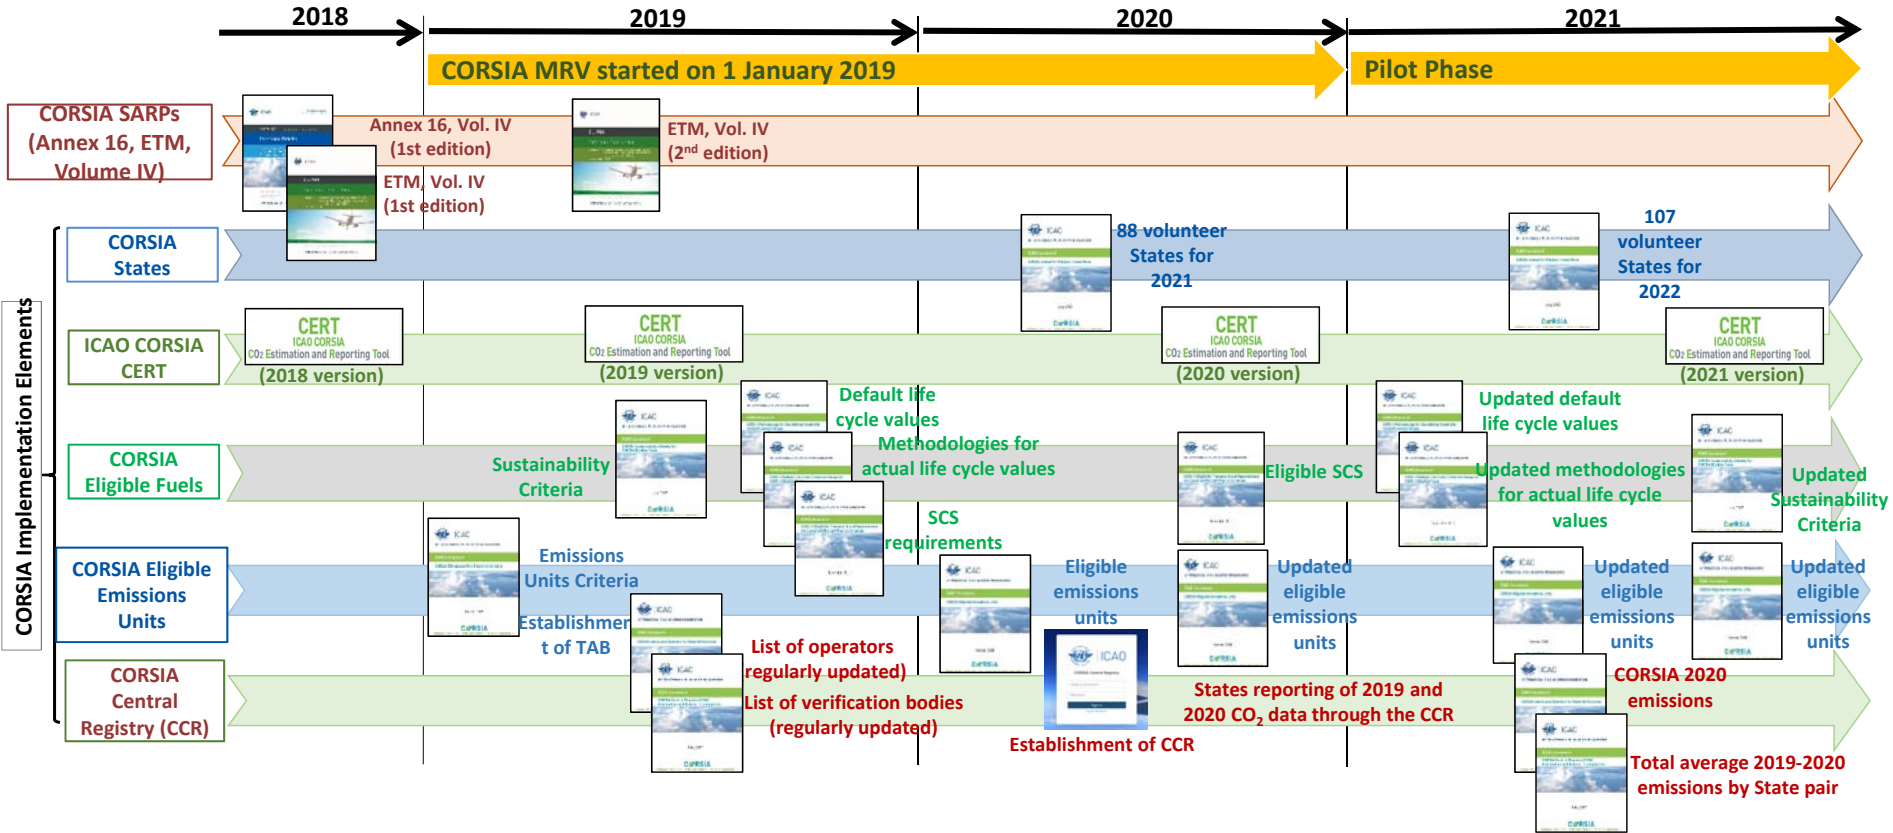 2018
2019
2020
2021
CORSIA MRV started on 1 January 2019
Pilot Phase
CORSIA SARPs
(Annex 16, ETM,
Volume IV)
Annex 16, Vol. IV
(1st edition)
ETM, Vol. IV
(1st edition)
ETM, Vol. IV
(2nd edition)
CORSIA Implementation Elements
CORSIA
States
ICAO
88 volunteer
States for
2021
ICAO
107
volunteer
States for
2022
ICAO CORSIA
CERT
CERT
ICAO CORSIA
CO2 Estimation and Reporting Tool
(2018 version)
CERT
ICAO CORSIA
CO2 Estimation and Reporting Tool
(2019 version)
CERT
ICAO CORSIA
CO2 Estimation and Reporting Tool
(2020 version)
CERT
ICAO CORSIA
CO2 Estimation and Reporting Tool
(2021 version)
CORSIA
Eligible Fuels
Sustainability
Criteria
Default life
cycle values
Methodologies for
actual life cycle values
SCS
requirements
Eligible SCS
Updated default
life cycle values
Updated methodologies
for actual life cycle
values
Updated
Sustainability
Criteria
CORSIA Eligible
Emissions
Units
Emissions
Units Criteria
Establishmen
t of TAB
Eligible
emissions
units
Updated
eligible
emissions
units
Updated
eligible
emissions
units
Updated
eligible
emissions
units
CORSIA
Central
Registry (CCR)
List of operators
regularly updated)
List of verification bodies
(regularly updated)
ICAO
CORSIA Central Registry
Establishment of CCR
States reporting of 2019 and
2020 CO2 data through the CCR
CORSIA 2020
emissions
Total average 2019-2020
emissions by State pair